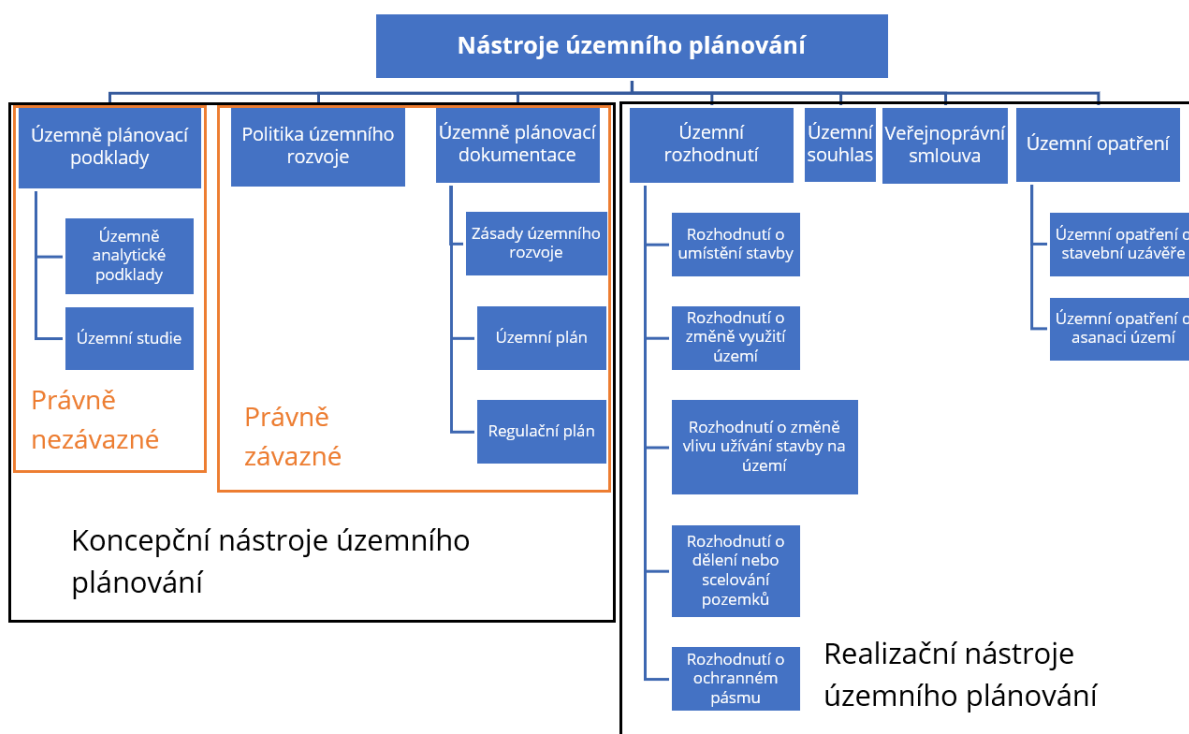 Nástroje územního plánování
Územně plánovací
podklady
Územně
analytické
podklady
Územní studie
Právně
nezávazné
Politika územního
rozvoje
Územně plánovací
dokumentace
Zásady územního
rozvoje
Územní plán
Regulační plán
Právně
závazné
Koncepční nástroje územního
plánování
Územní
rozhodnutí
Rozhodnutí o
umístění stavby
Rozhodnutí o
změně využití
území
Rozhodnutí o změně
vlivu užívání stavby na
území
Rozhodnutí o
dělení nebo
scelování
pozemků
Rozhodnutí o
ochranném
pásmu
Územní
souhlas
Veřejnoprávní
smlouva
Územní opatření
Územní opatření o
stavební uzávěře
Územní opatření o
asanaci území
Realizační nástroje
územního plánování